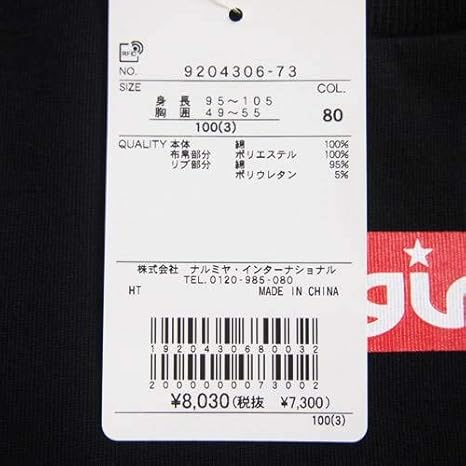 RFID
NO. 9204306-73
SIZE COL.
身 長 95~105
胸 囲 49~55 80
100(3)
QUALITY 本体 綿 100%
布帛部分 ポリエステル 100%
リブ部分 綿 95%
ポリウレタン 5%
株式会社 ナルミヤ・インターナショナル
TEL.0120-985-080
HT MADE IN CHINA
1920430680032
2000000073002
¥8,030(税抜 ¥7,300)
100(3)
gir